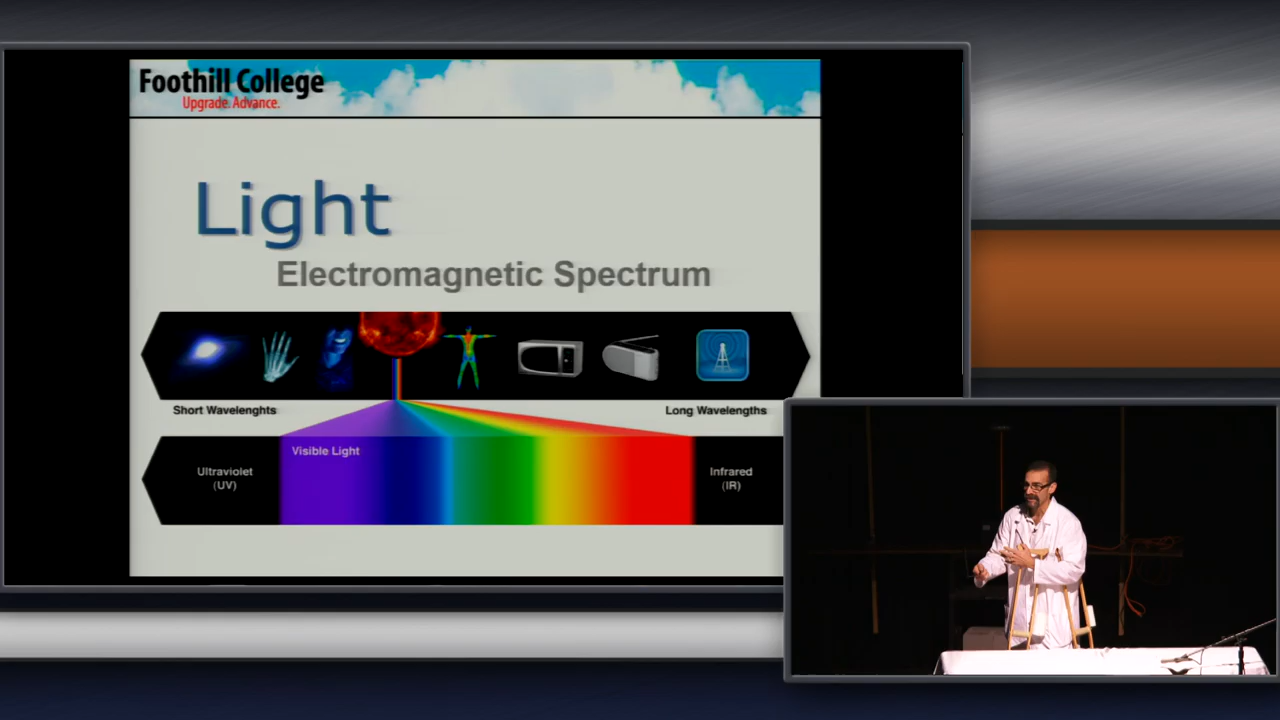 Foothill College
Upgrade. Advance.
Light
Electromagnetic Spectrum
Short Wavelenghts
Long Wavelengths
Visible Light
Ultraviolet
(UV)
Infrared
(IR)